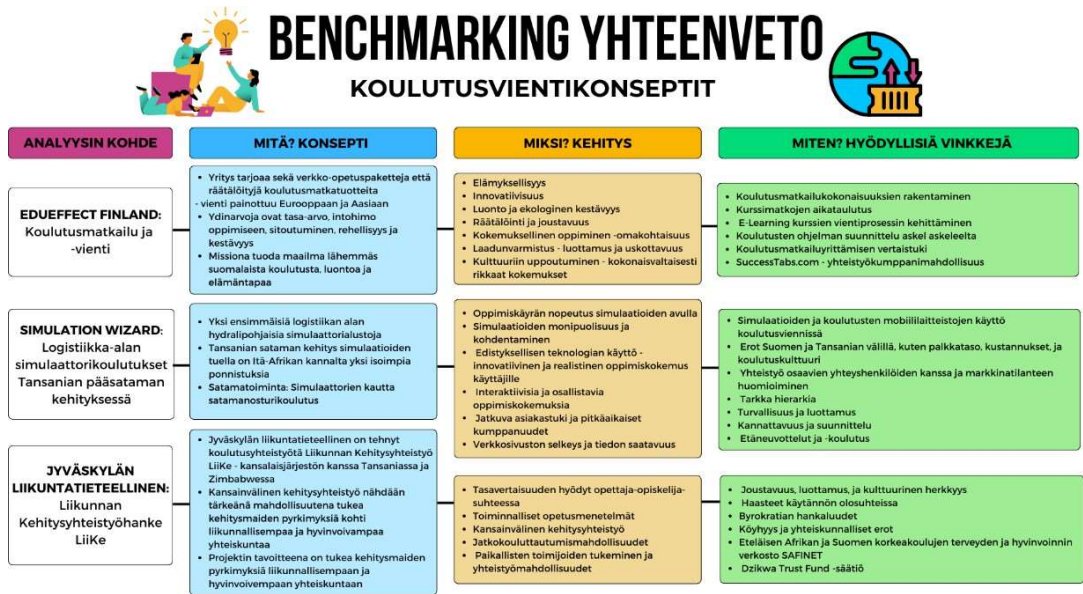 BENCHMARKING YHTEENVETO
KOULUTUSVIENTIKONSEPTIT
ANALYYSIN KOHDE
MITÄ? KONSEPTI
MIKSI? KEHITYS
MITEN? HYÖDYLLISIÄ VINKKEJÄ
EDUEFFECT FINLAND:
Koulutusmatkailu ja
-vienti
• Yritys tarjoaa sekä verkko-opetuspaketteja että
räätälöityjä koulutusmatkatuotteita
- vienti painottuu Eurooppaan ja Aasiaan
• Ydinarvoja ovat tasa-arvo, intohimo
oppimiseen, sitoutuminen, rehellisyys ja
kestävyys
• Missiona tuoda maailma lähemmäs
suomalaista koulutusta, luontoa ja
elämäntapaa
• Elämyksellisyys
• Innovatiivisuus
• Luonto ja ekologinen kestävyys
• Räätälöinti ja joustavuus
• Kokemuksellinen oppiminen -omakohtaisuus
• Laadunvarmistus - luottamus ja uskottavuus
• Kulttuuriin uppoutuminen - kokonaisvaltaisesti
rikkaat kokemukset
• Koulutusmatkailukokonaisuuksien rakentaminen
• Kurssimatkojen aikataulutus
• E-Learning kurssien vientiprosessin kehittäminen
• Koulutusten ohjelman suunnittelu askel askeleelta
• Koulutusmatkailuyrittämisen vertaistuki
• SuccessTabs.com - yhteistyökumppanimahdollisuus
SIMULATION WIZARD:
Logistiikka-alan
simulaattorikoulutukset
Tansanian pääsataman
kehityksessä
• Yksi ensimmäisiä logistiikan alan
hydralipohjaisia simulaattorialustoja
• Tansanian sataman kehitys simulaatioiden
tuella on Itä-Afrikan kannalta yksi isoimpia
ponnistuksia
• Satamatoiminta: Simulaattorien kautta
satamanosturikoulutus
• Oppimiskäyrän nopeutus simulaatioiden avulla
• Simulaatioiden monipuolisuus ja
kohdentaminen
• Edistyksellisen teknologian käyttö -
innovatiivinen ja realistinen oppimiskokemus
käyttäjille
• Interaktiivisia ja osallistavia
oppimiskokemuksia
• Jatkuva asiakastuki ja pitkäaikaiset
kumppanuudet
• Verkkosivuston selkeys ja tiedon saatavuus
• Simulaatioiden ja koulutusten mobiililaitteistojen käyttö
koulutusviennissä
• Erot Suomen ja Tansanian välillä, kuten palkkataso, kustannukset, ja
koulutuskulttuuri
• Yhteistyö osaavien yhteyshenkilöiden kanssa ja markkinatilanteen
huomioiminen
• Tarkka hierarkia
• Turvallisuus ja luottamus
• Kannattavuus ja suunnittelu
• Etäneuvottelut ja -koulutus
JYVÄSKYLÄN
LIIKUNTATIETEELLINEN:
Liikunnan
Kehitysyhteistyöhanke
LiiKe
• Jyväskylän liikuntatieteellinen on tehnyt
koulutusyhteistyötä Liikunnan Kehitysyhteistyö
LiiKe - kansalaisjärjestön kanssa Tansaniassa ja
Zimbabwessa
• Kansainvälinen kehitysyhteistyö nähdään
tärkeänä mahdollisuutena tukea
kehitysmaiden pyrkimyksiä kohti
liikunnallisempaa ja hyvinvoivampaa
yhteiskuntaa
• Projektin tavoitteena on tukea kehitysmaiden
pyrkimyksiä liikunnallisempaan ja
hyvinvoivempaan yhteiskuntaan
• Tasavertaisuuden hyödyt opettaja-opiskelija-
suhteessa
• Toiminnalliset opetusmenetelmät
• Kansainvälinen kehitysyhteistyö
• Jatkokouluttautumismahdollisuudet
• Paikallisten toimijoiden tukeminen ja
yhteistyömahdollisuudet
• Joustavuus, luottamus, ja kulttuurinen herkkyys
• Haasteet käytännön olosuhteissa
• Byrokratian hankaluudet
• Köyhyys ja yhteiskunnalliset erot
• Eteläisen Afrikan ja Suomen korkeakoulujen terveyden ja hyvinvoinnin
verkosto SAFINET
• Dzikwa Trust Fund -säätiö